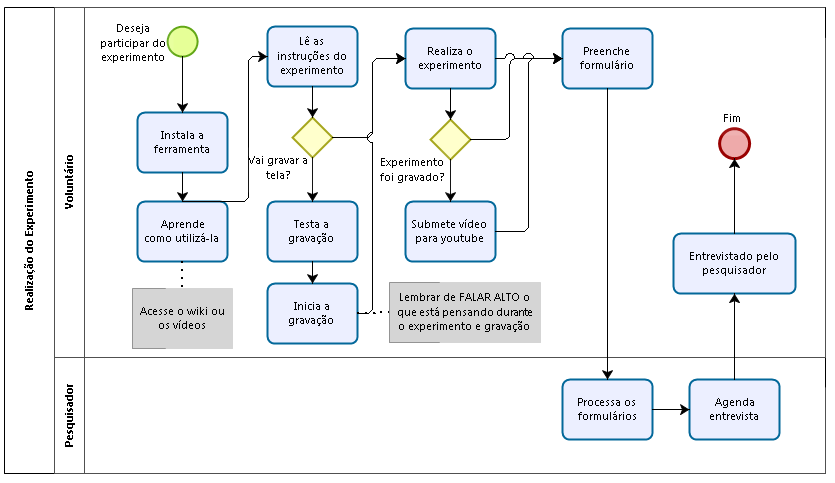 Realização do Experimento
Voluntário
Pesquisador
Deseja
participar do
experimento
Instala a
ferramenta
Aprende
como utilizá-la
Acesse o wiki ou
os vídeos
Lê as
instruções do
experimento
Vai gravar a
tela?
Testa a
gravação
Inicia a
gravação
Lembrar de FALAR ALTO o
que está pensando durante
o experimento e gravação
Realiza o
experimento
Experimento
foi gravado?
Submete vídeo
para youtube
Preenche
formulário
Processa os
formulários
Agenda
entrevista
Entrevistado pelo
pesquisador
Fim